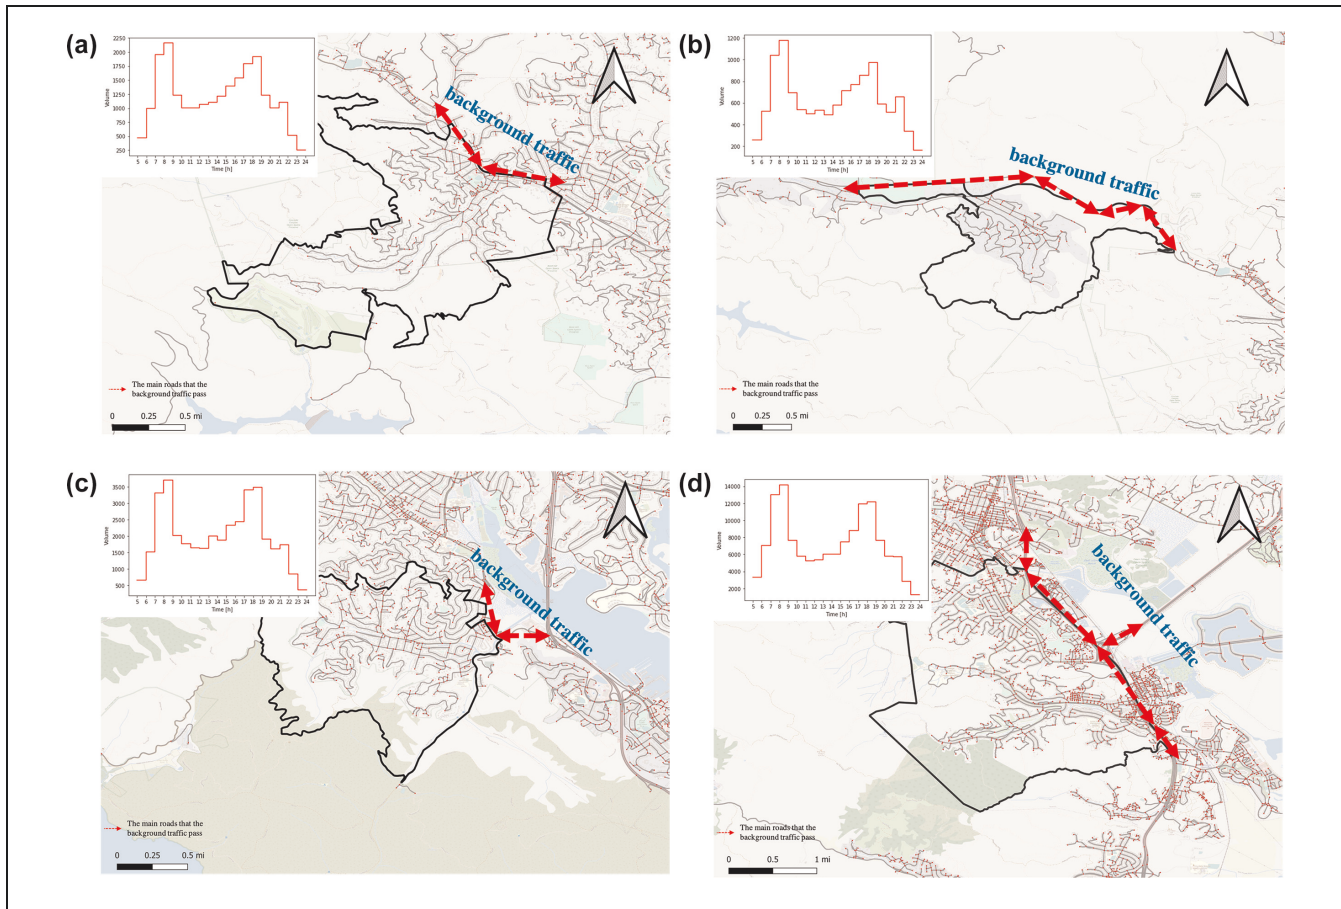 (a)
2250
2000
1750
1500
1250
1000
750
500
250
Volume
5 6 7 8 9 10 11 12 13 14 15 16 17 18 19 20 21 22 23 24
Time [h]
background traffic
The main roads that the
background traffic pass
0 0.25 0.5 mi
(b)
1200
1000
800
600
400
200
Volume
5 6 7 8 9 10 11 12 13 14 15 16 17 18 19 20 21 22 23 24
Time [h]
background traffic
The main roads that the
background traffic pass
0 0.25 0.5 mi
(c)
3500
3000
2500
2000
1500
1000
500
Volume
5 6 7 8 9 10 11 12 13 14 15 16 17 18 19 20 21 22 23 24
Time [h]
background traffic
The main roads that the
background traffic pass
0 0.25 0.5 mi
(d)
14000
12000
10000
8000
6000
4000
2000
Volume
5 6 7 8 9 10 11 12 13 14 15 16 17 18 19 20 21 22 23 24
Time [h]
background traffic
The main roads that the
background traffic pass
0 0.5 1 mi